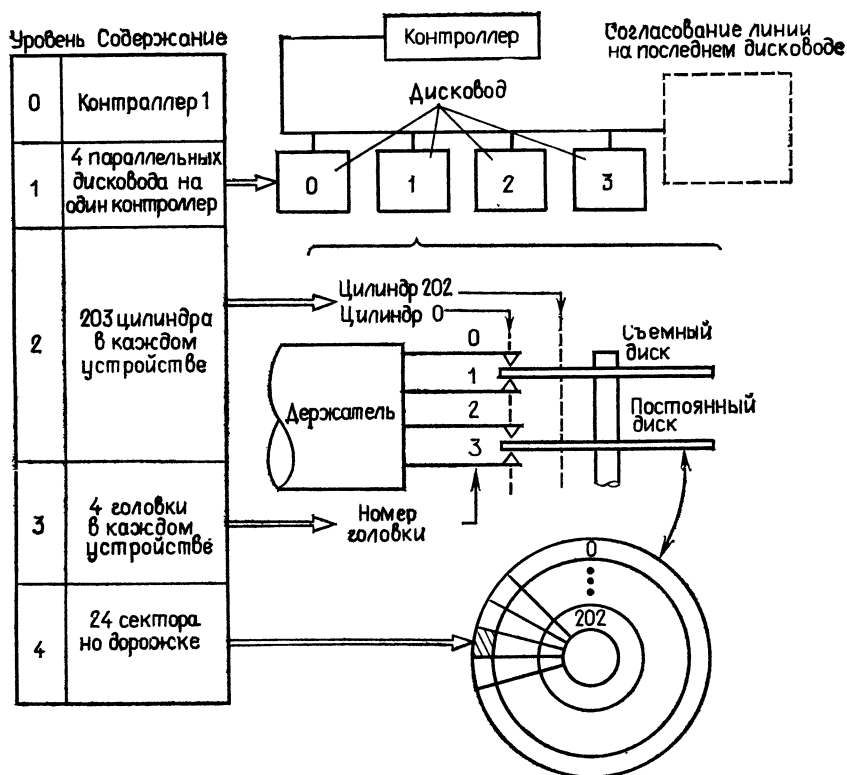 Уровень Содержание
0 Контраллер 1
1
4 параллельных
дисковода на
один контроллер
2
203 цилиндра
в каждом
устройстве
3
4 головки
в каждом
устройстве
4
24 сектора
но дорожке
Контроллер
Согласование линии
на последнем дисководе
Дисковод
0 1 2 3
Цилиндр 202
Цилиндр 0
0
1
2
3
Держатель
Съемный
диск
Постоянный
диск
Номер
головки
0
202